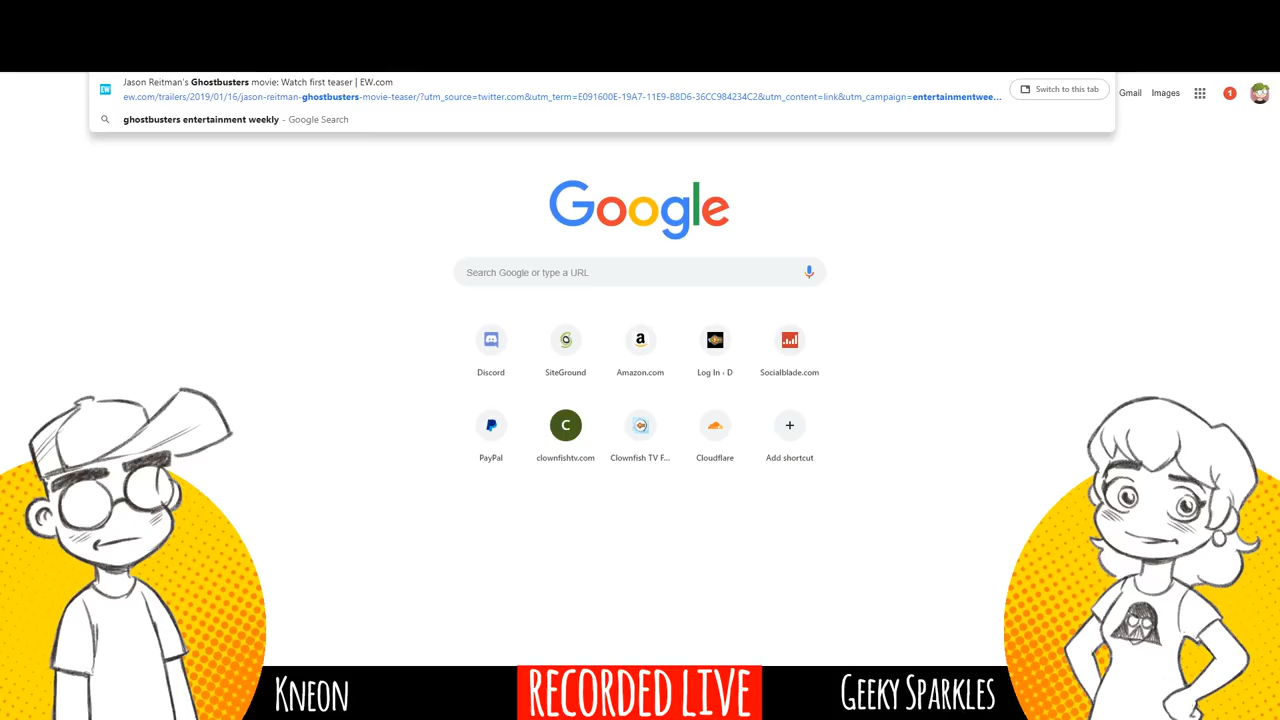 Jason Reitman's Ghostbusters movie: Watch first teaser | EW.com
ew.com/trailers/2019/01/16/jason-reitman-ghostbusters-movie-teaser/?utm_source=twitter.com&utm_term=E091600E-19A7-11E9-B8D6-36CC984234C2&utm_content=link&utm_campaign=entertainmentwee...
Switch to this tab
Gmail
Images
1
EW
ghostbusters entertainment weekly - Google Search
Google
Search Google or type a URL
a
Discord
SiteGround
Amazon.com
Log In ‹ D
Socialblade.com
C
PayPal
clownfishtv.com
Clownfish TV F...
Cloudflare
Add shortcut
KNEON
RECORDED LIVE
GEEKY SPARKLES